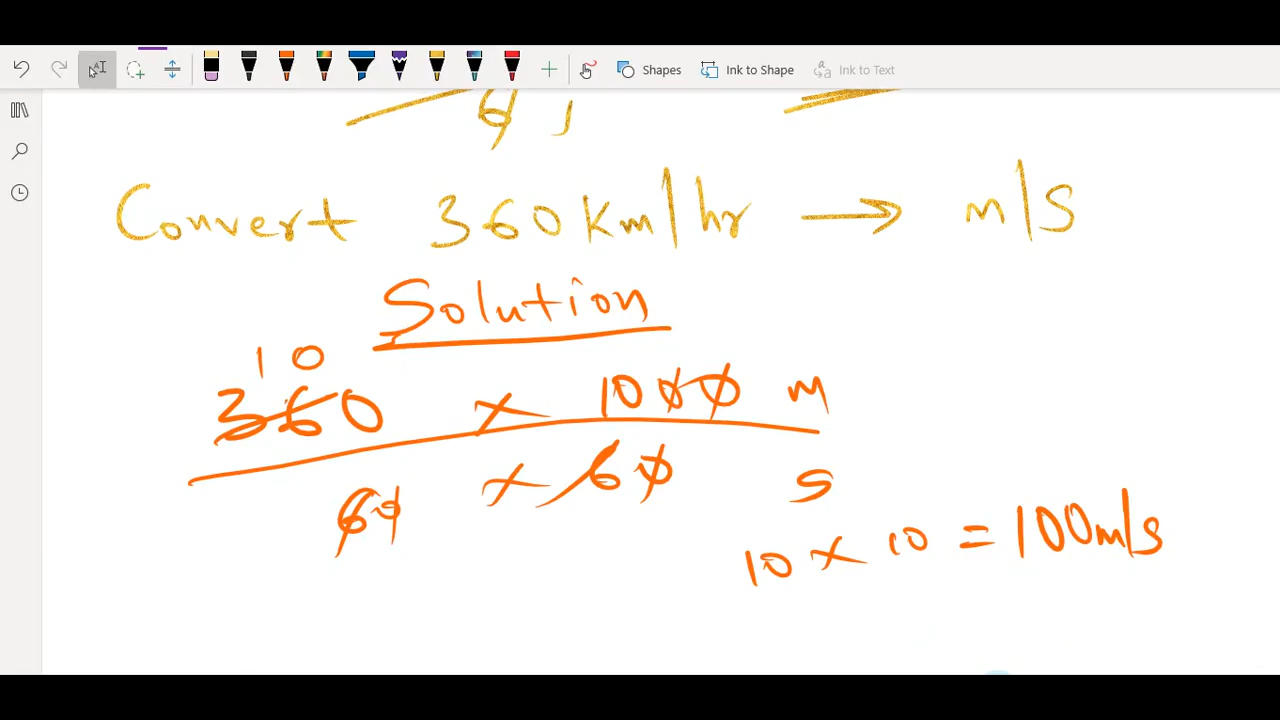 Shapes Ink to Shape Ink to Text
Convert 360Km/hr → m/s
Solution
10
360 × 1000 m
60 × 60 s
10 × 10 = 100m/s